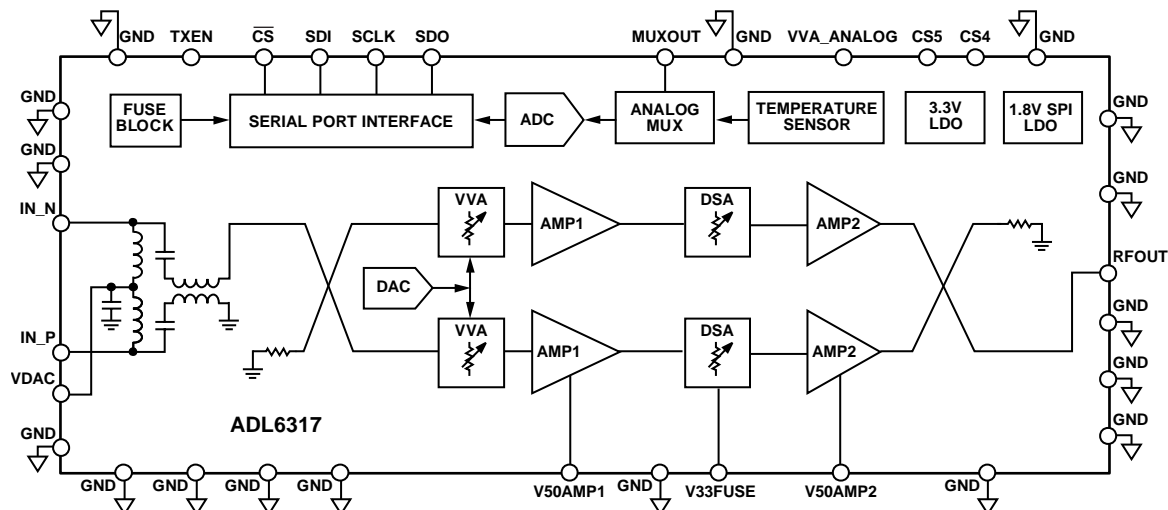 GND TXEN CS SDI SCLK SDO MUXOUT GND VVA_ANALOG CS5 CS4 GND
GND
GND
FUSE
BLOCK
SERIAL PORT INTERFACE
ADC
ANALOG
MUX
TEMPERATURE
SENSOR
3.3V
LDO
1.8V SPI
LDO
GND
GND
IN_N
VVA
AMP1
DSA
AMP2
RFOUT
DAC
GND
IN_P
VVA
AMP1
DSA
AMP2
GND
VDAC
ADL6317
GND
GND
GND GND GND GND V50AMP1 GND V33FUSE V50AMP2 GND